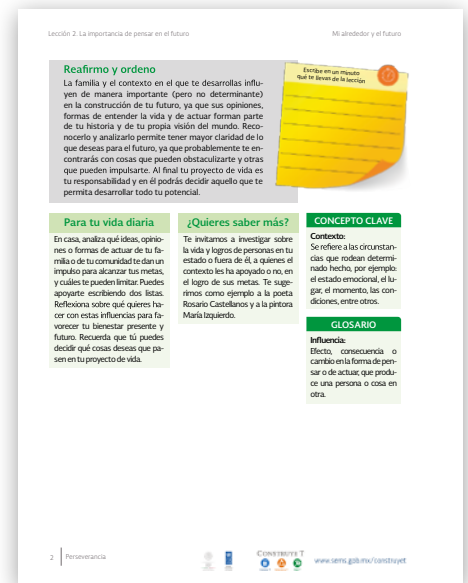 Lección 2. La importancia de pensar en el futuro
Mi alrededor y el futuro
Reafirmo y ordeno
La familia y el contexto en el que te desarrollas influ-
yen de manera importante (pero no determinante)
en la construcción de tu futuro, ya que sus opiniones,
formas de entender la vida y de actuar forman parte
de tu historia y de tu propia visión del mundo. Reco-
nocerlo y analizarlo permite tener mayor claridad de lo
que deseas para el futuro, ya que probablemente te en-
contrarás con cosas que pueden obstaculizarte y otras
que pueden impulsarte. Al final tu proyecto de vida es
tu responsabilidad y en él podrás decidir aquello que te
permita desarrollar todo tu potencial.
Escribe en un minuto
qué te llevas de la lección
Para tu vida diaria
En casa, analiza qué ideas, opinio-
nes o formas de actuar de tu fa-
milia o de tu comunidad te dan un
impulso para alcanzar tus metas,
y cuáles te pueden limitar. Puedes
apoyarte escribiendo dos listas.
Reflexiona sobre qué quieres ha-
cer con estas influencias para fa-
vorecer tu bienestar presente y
futuro. Recuerda que tú puedes
decidir qué cosas deseas que pa-
sen en tu proyecto de vida.
¿Quieres saber más?
Te invitamos a investigar sobre
la vida y logros de personas en tu
estado o fuera de él, a quienes el
contexto les ha apoyado o no, en
el logro de sus metas. Te suge-
rimos como ejemplo a la poeta
Rosario Castellanos y a la pintora
María Izquierdo.
CONCEPTO CLAVE
Contexto:
Se refiere a las circunstan-
cias que rodean determi-
nado hecho, por ejemplo:
el estado emocional, el lu-
gar, el momento, las con-
diciones, entre otros.
GLOSARIO
Influencia:
Efecto, consecuencia o
cambio en la forma de pen-
sar o de actuar, que produ-
ce una persona o cosa en
otra.
2
Perseverancia
CONSTRUYE T
www.sems.gob.mx/construyet